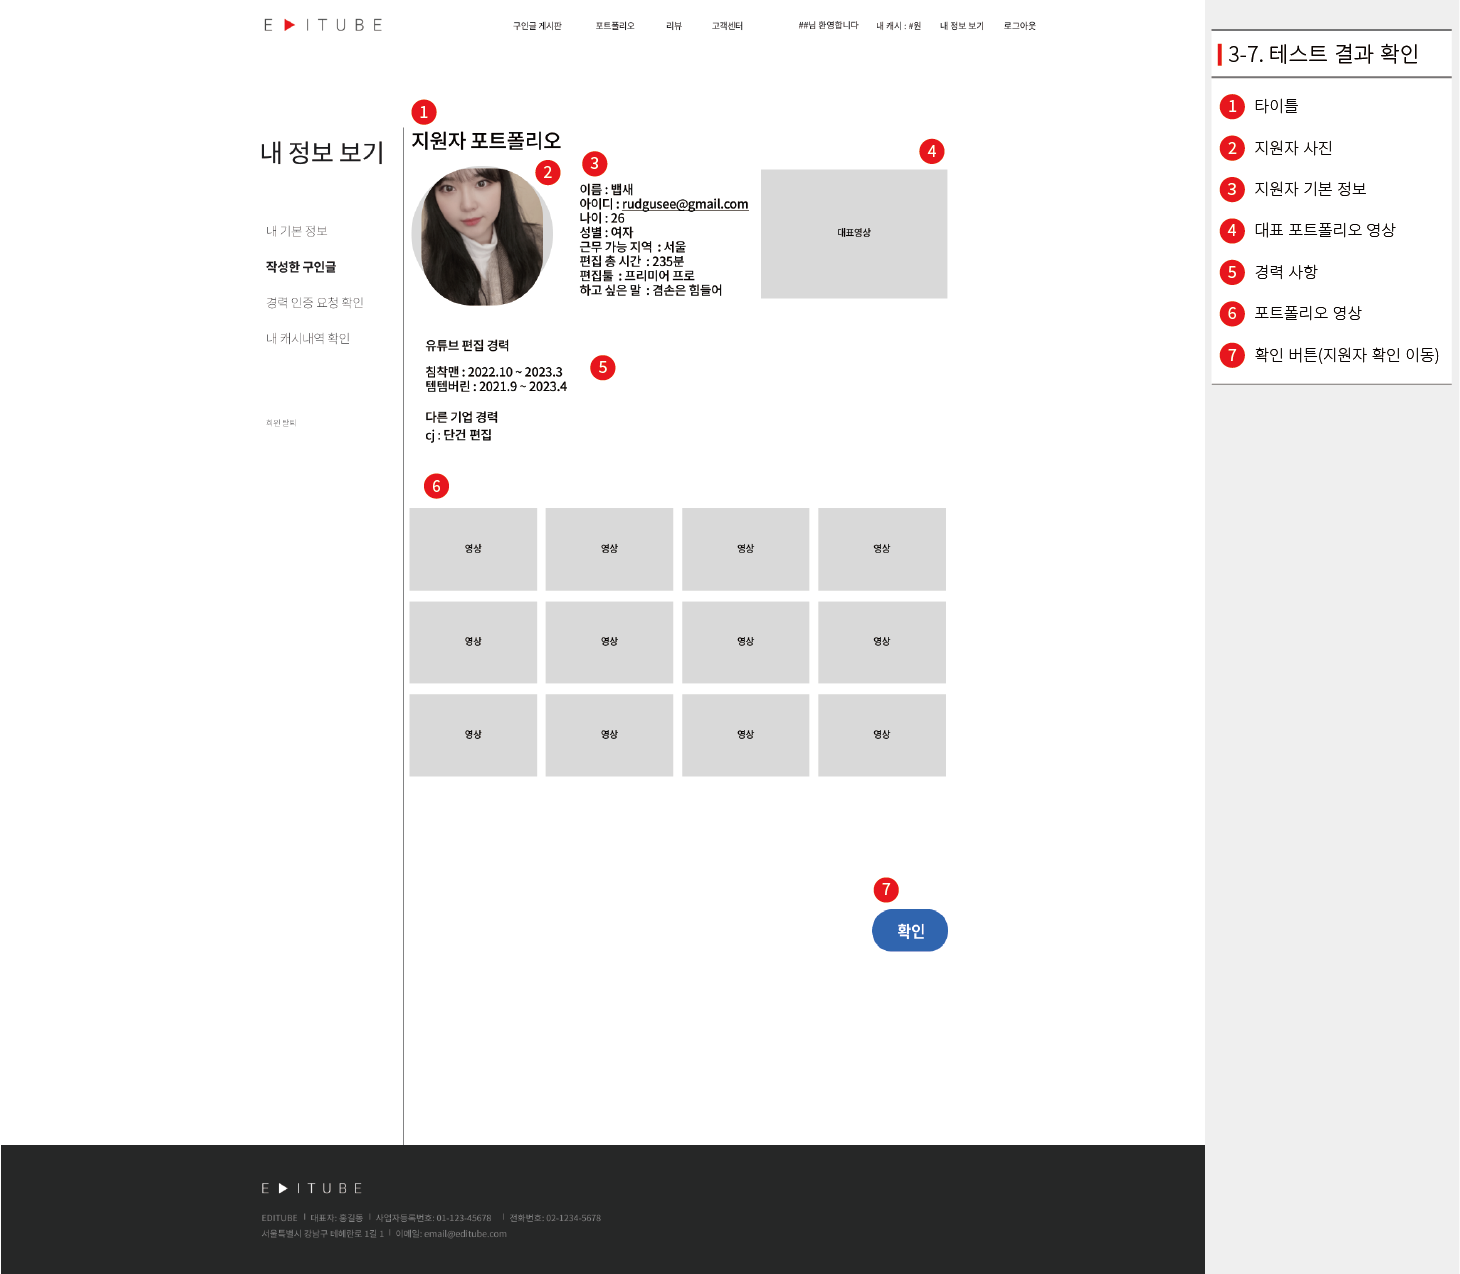 E ▶ I T U B E
구인글 게시판 포트폴리오 리뷰 고객센터 ##님 환영합니다 내 캐시 : #원 내 정보 보기 로그아웃
내 정보 보기
내 기본 정보
작성한 구인글
경력 인증 요청 확인
내 캐시내역 확인
회원 탈퇴
1
지원자 포트폴리오
2
3
이름 : 뱁새
아이디 : rudgusee@gmail.com
나이 : 26
성별 : 여자
근무 가능 지역 : 서울
편집 총 시간 : 235분
편집툴 : 프리미어 프로
하고 싶은 말 : 겸손은 힘들어
4
대표영상
유튜브 편집 경력
침착맨 : 2022.10 ~ 2023.3
템템버린 : 2021.9 ~ 2023.4
5
다른 기업 경력
cj : 단건 편집
6
영상 영상 영상 영상
영상 영상 영상 영상
영상 영상 영상 영상
7
확인
E ▶ I T U B E
EDITUBE | 대표자: 홍길동 | 사업자등록번호: 01-123-45678 | 전화번호: 02-1234-5678
서울특별시 강남구 테헤란로 1길 1 | 이메일: email@editube.com
3-7. 테스트 결과 확인
1 타이틀
2 지원자 사진
3 지원자 기본 정보
4 대표 포트폴리오 영상
5 경력 사항
6 포트폴리오 영상
7 확인 버튼(지원자 확인 이동)